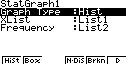 StatGraph1
Graph Type :Hist
XList :List1
Frequency :List2
Hist Box N·Dis Brkn ▷